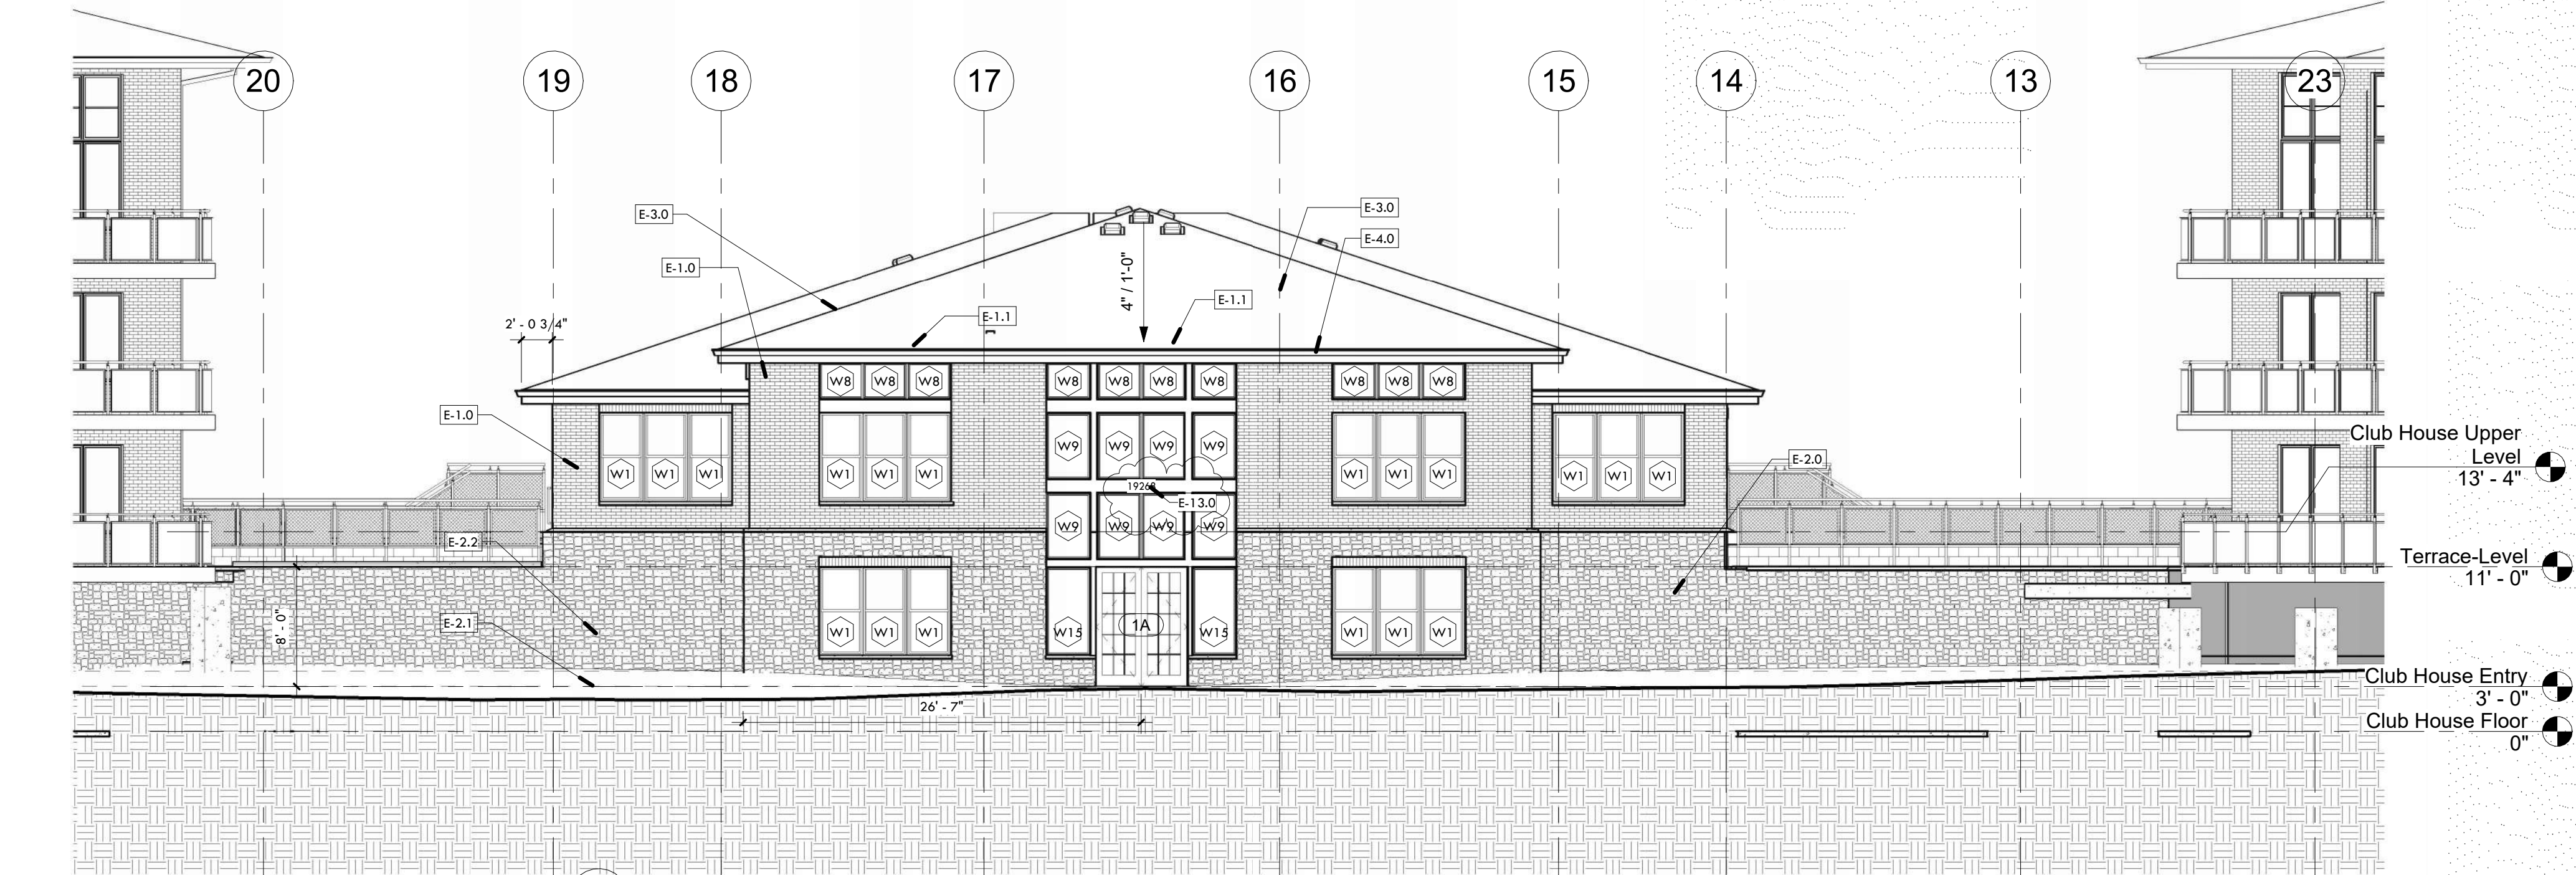 20
19
18
17
16
15
14
13
23
E-3.0
E-3.0
E-4.0
E-1.0
4" / 1'-0"
E-1.1
E-1.1
2' - 0 3/4"
W8 W8 W8 W8 W8 W8 W8 W8 W8 W8
E-1.0
W9 W9 W9 W9
Club House Upper
Level
13' - 4"
E-2.0
W1 W1 W1 W1 W1 W1 W1 W1 W1 W1 W1 W1
E-13.0
W9 W9 W9 W9
E-2.2
Terrace-Level
11' - 0"
8' - 0"
E-2.1
W1 W1 W1 W15 1A W15 W1 W1 W1
Club House Entry
3' - 0"
26' - 7"
Club House Floor
0"